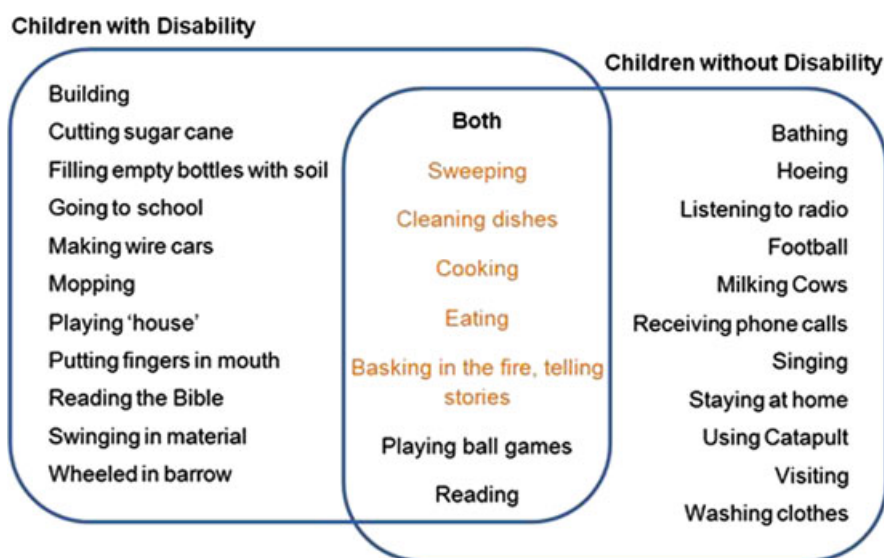 Children with Disability
Building
Cutting sugar cane
Filling empty bottles with soil
Going to school
Making wire cars
Mopping
Playing ‘house’
Putting fingers in mouth
Reading the Bible
Swinging in material
Wheeled in barrow
Both
Sweeping
Cleaning dishes
Cooking
Eating
Basking in the fire, telling
stories
Playing ball games
Reading
Children without Disability
Bathing
Hoeing
Listening to radio
Football
Milking Cows
Receiving phone calls
Singing
Staying at home
Using Catapult
Visiting
Washing clothes